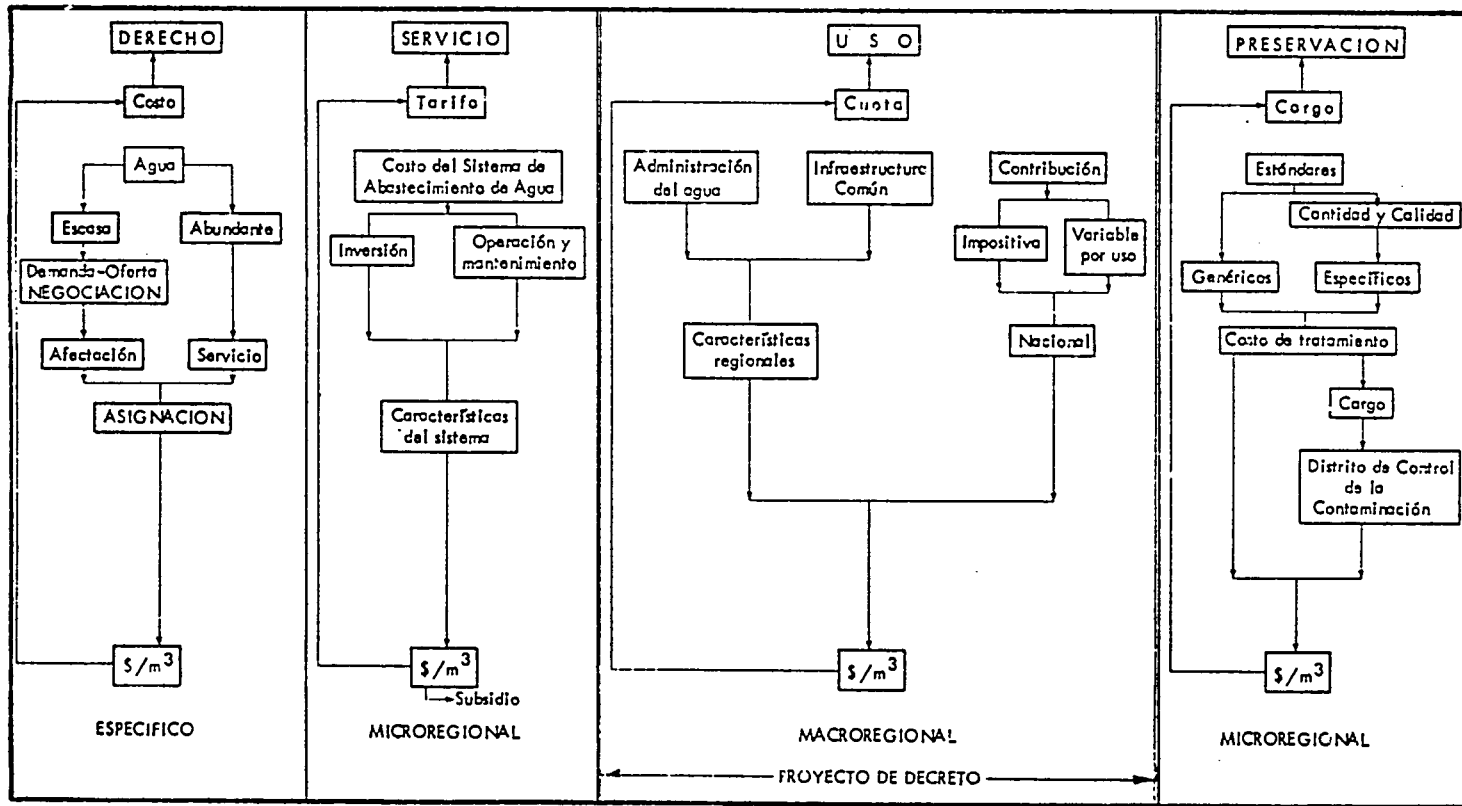 DERECHO
Costo
Agua
Escasa
Abundante
Demanda-Oferta
NEGOCIACION
Afectación
Servicio
ASIGNACION
$/m³
ESPECIFICO
SERVICIO
Tarifa
Costo del Sistema de
Abastecimiento de Agua
Inversión
Operación y
mantenimiento
Características
del sistema
$/m³
Subsidio
MICROREGIONAL
U S O
Cuota
Administración
del agua
Infraestructura
Común
Contribución
Impositiva
Variable
por uso
Características
regionales
Nacional
$/m³
MACROREGIONAL
PROYECTO DE DECRETO
PRESERVACION
Cargo
Estándares
Cantidad y Calidad
Genéricos
Específicos
Costo de tratamiento
Cargo
Distrito de Control
de la
Contaminación
$/m³
MICROREGIONAL